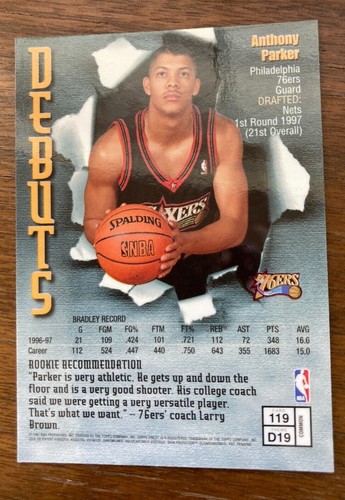 DEBUTS
Anthony
Parker
Philadelphia
76ers
Guard
DRAFTED:
Nets
1st Round 1997
(21st Overall)
SPALDING
NBA
76ERS
BRADLEY RECORD
G FGM FG% FTM FT% REB AST PTS AVG
1996-97 21 109 .424 101 .721 112 72 348 16.6
Career 112 524 .447 440 .750 643 355 1683 15.0
ROOKIE RECOMMENDATION
"Parker is very athletic. He gets up and down the
floor and is a very good shooter. His college coach
said we were getting a very versatile player.
That's what we want." – 76ers' coach Larry
Brown.
NBA
119
D19
COMMON